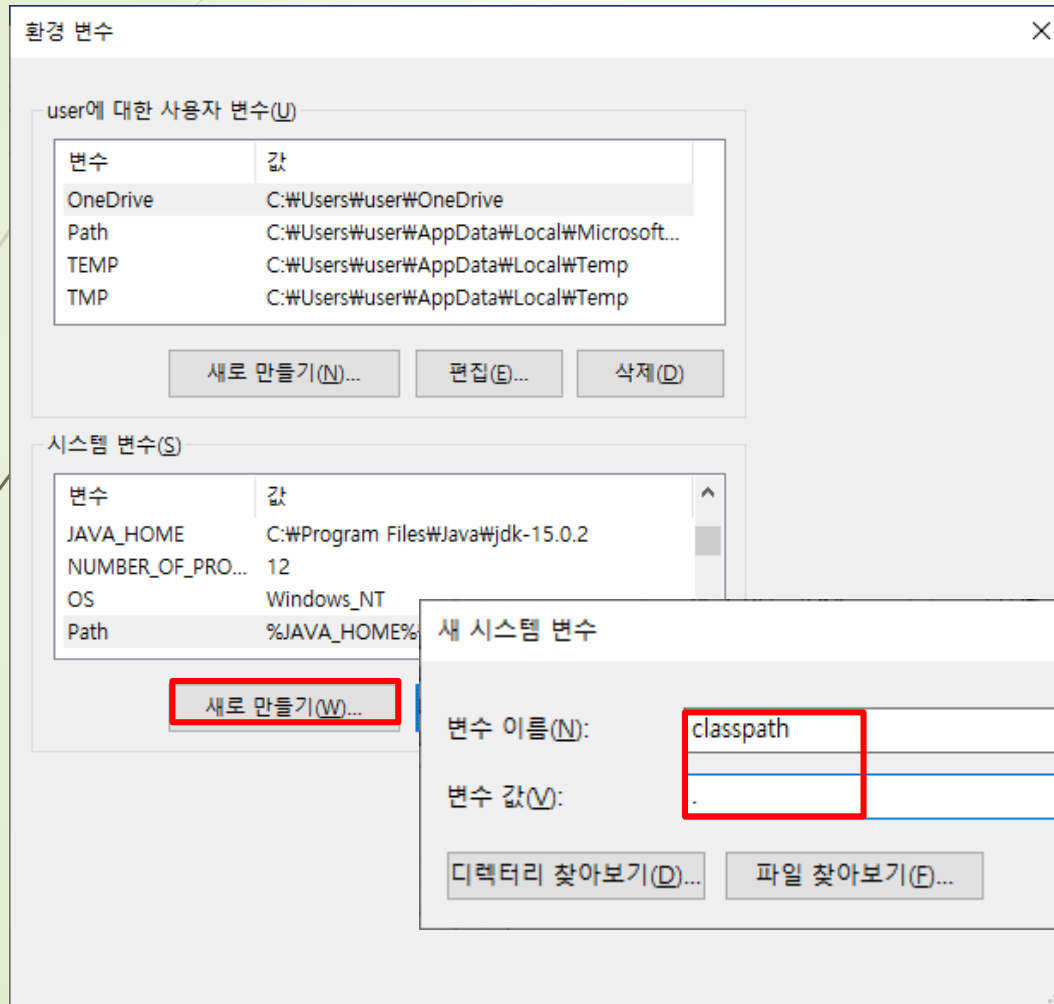 환경 변수
user에 대한 사용자 변수(U)
변수 값
OneDrive C:₩Users₩user₩OneDrive
Path C:₩Users₩user₩AppData₩Local₩Microsoft...
TEMP C:₩Users₩user₩AppData₩Local₩Temp
TMP C:₩Users₩user₩AppData₩Local₩Temp
새로 만들기(N)... 편집(E)... 삭제(D)
시스템 변수(S)
변수 값
JAVA_HOME C:₩Program Files₩Java₩jdk-15.0.2
NUMBER_OF_PRO... 12
OS Windows_NT
Path %JAVA_HOME%
새로 만들기(W)...
새 시스템 변수
변수 이름(N): classpath
변수 값(V): .
디렉터리 찾아보기(D)... 파일 찾아보기(F)...